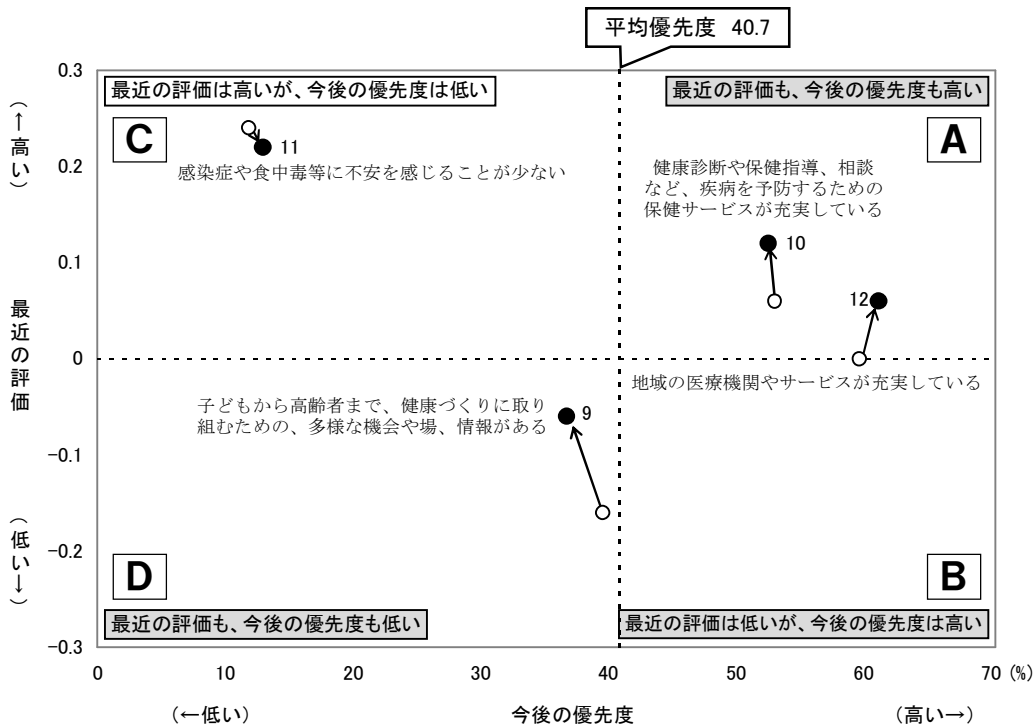 平均優先度 40.7
0.3
0.2
0.1
0
−0.1
−0.2
−0.3
（←高い）
最近の評価
（低い→）
最近の評価は高いが、今後の優先度は低い
最近の評価も、今後の優先度も高い
C
A
11
感染症や食中毒等に不安を感じることが少ない
健康診断や保健指導、相談
など、疾病を予防するための
保健サービスが充実している
10
12
地域の医療機関やサービスが充実している
子どもから高齢者まで、健康づくりに取り
組むための、多様な機会や場、情報がある
9
D
B
最近の評価も、今後の優先度も低い
最近の評価は低いが、今後の優先度は高い
0 10 20 30 40 50 60 70 (%)
（←低い） 今後の優先度 （高い→）